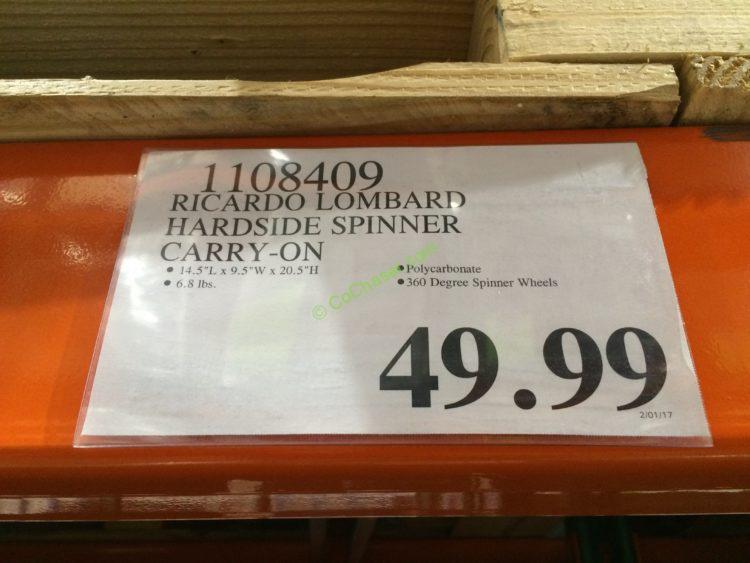 1108409
RICARDO LOMBARD
HARDSIDE SPINNER
CARRY-ON
• 14.5"L x 9.5"W x 20.5"H
• 6.8 lbs.
• Polycarbonate
• 360 Degree Spinner Wheels
© CoChaser.com
49.99
2/01/17